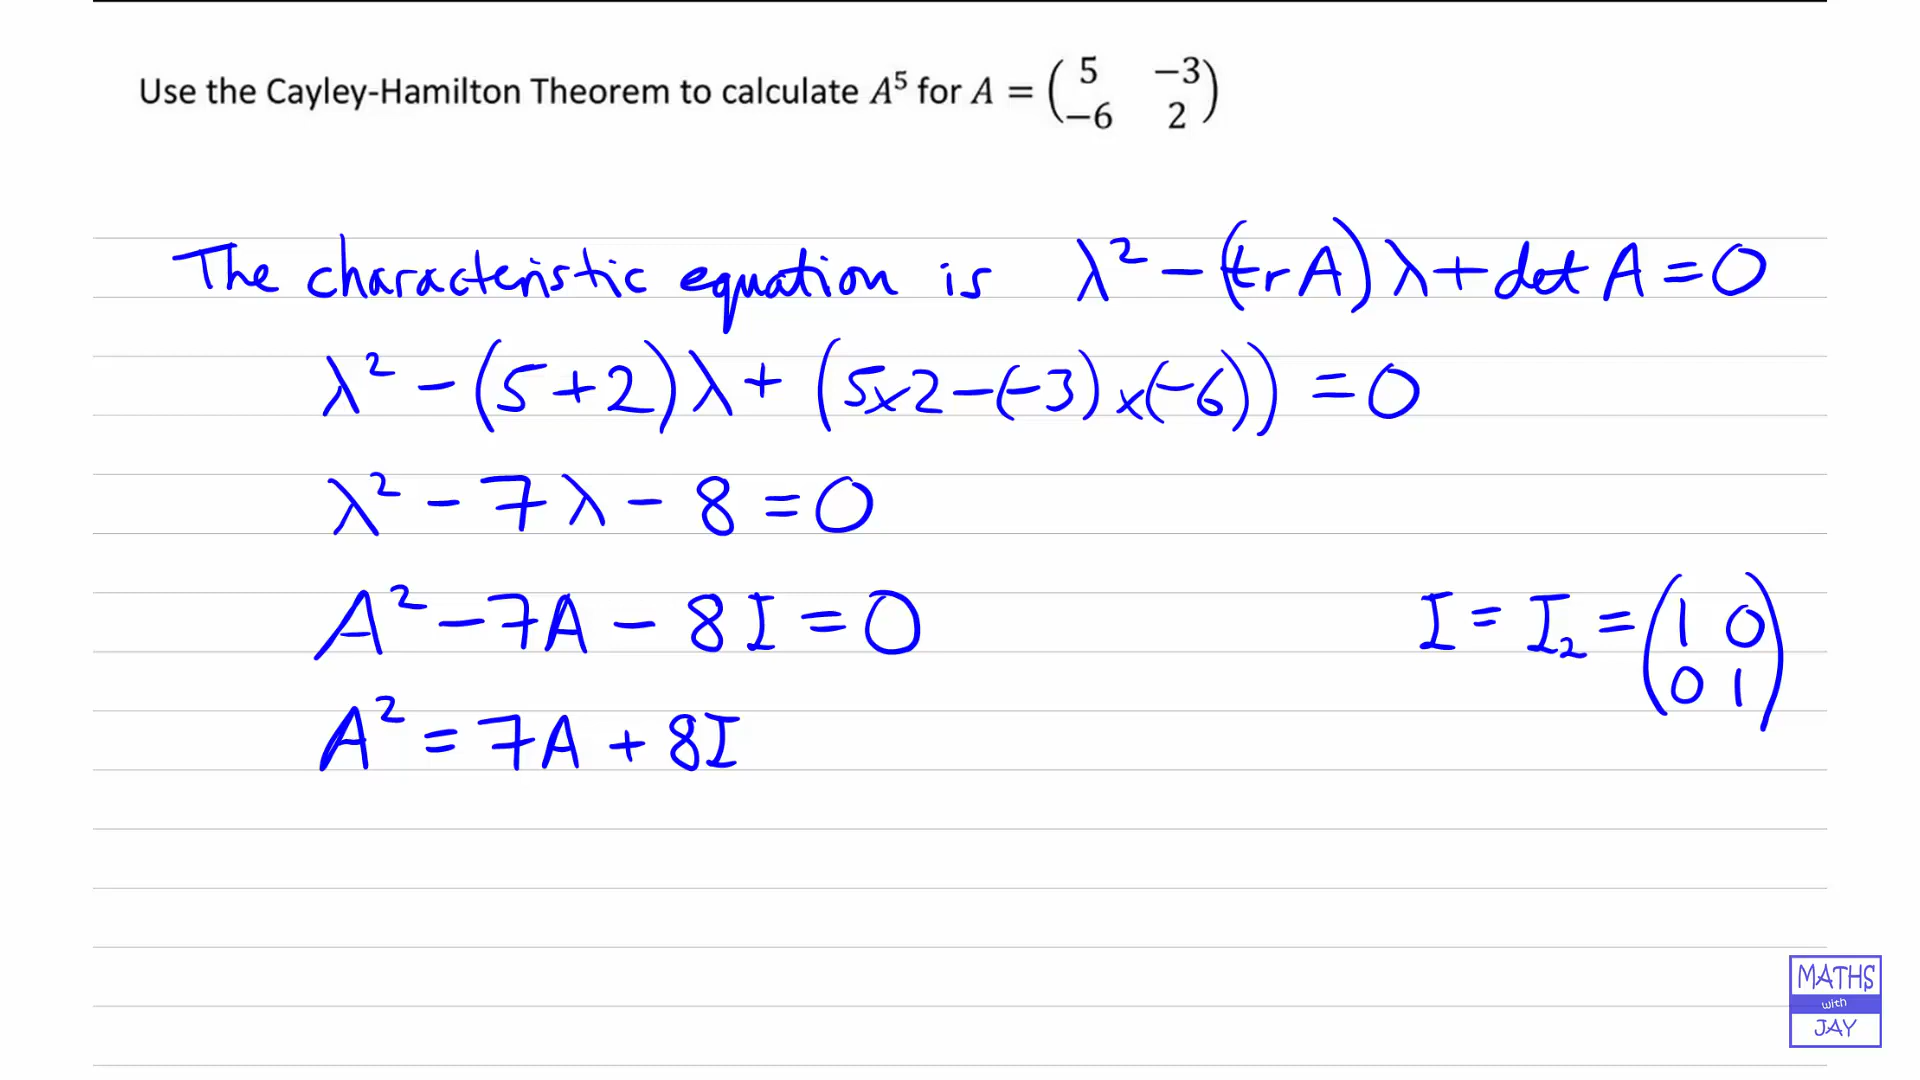 Use the Cayley-Hamilton Theorem to calculate A⁵ for A = (5 −3
−6 2)
The characteristic equation is λ² − (tr A) λ + det A = 0
λ² − (5 + 2) λ + (5 × 2 − (−3) × (−6)) = 0
λ² − 7λ − 8 = 0
A² − 7A − 8I = 0 I = I₂ = (1 0
0 1)
A² = 7A + 8I
MATHS
with
JAY